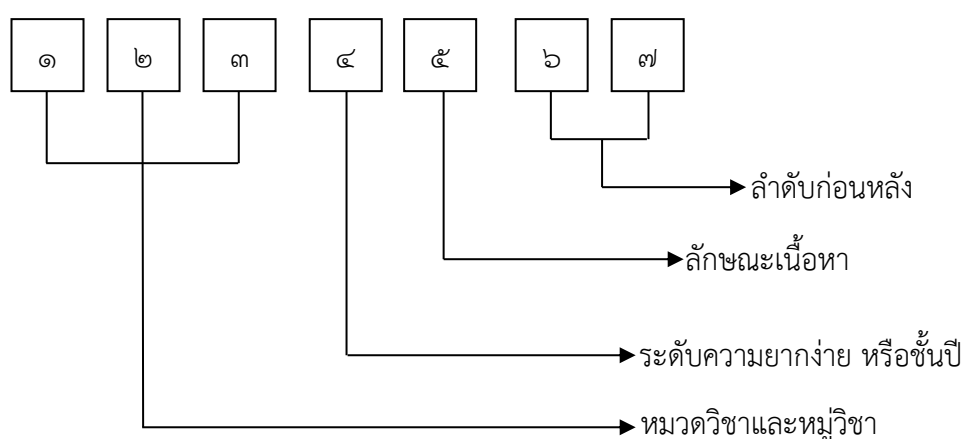 ๑ ๒ ๓ ๔ ๕ ๖ ๗
ลำดับก่อนหลัง
ลักษณะเนื้อหา
ระดับความยากง่าย หรือชั้นปี
หมวดวิชาและหมู่วิชา